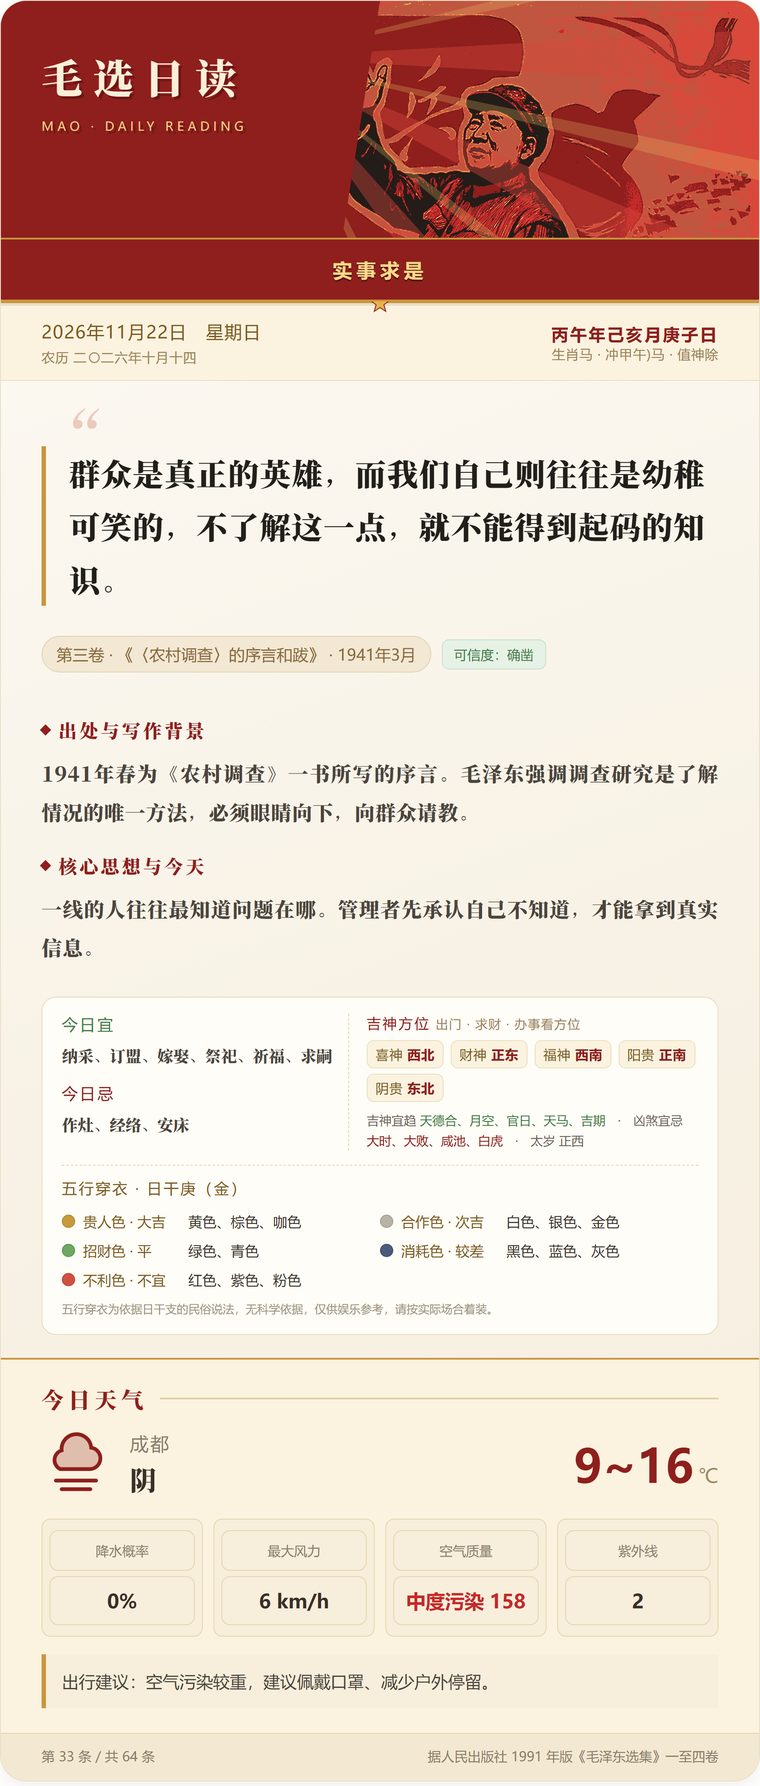 毛选日读
MAO · DAILY READING
实事求是
2026年11月22日 星期日
农历 二〇二六年十月十四
丙午年己亥月庚子日
生肖马 · 冲甲午)马 · 值神除
“
群众是真正的英雄，而我们自己则往往是幼稚
可笑的，不了解这一点，就不能得到起码的知
识。
第三卷 · 《〈农村调查〉的序言和跋》 · 1941年3月
可信度：确凿
出处与写作背景
1941年春为《农村调查》一书所写的序言。毛泽东强调调查研究是了解
情况的唯一方法，必须眼睛向下，向群众请教。
核心思想与今天
一线的人往往最知道问题在哪。管理者先承认自己不知道，才能拿到真实
信息。
今日宜
纳采、订盟、嫁娶、祭祀、祈福、求嗣
今日忌
作灶、经络、安床
吉神方位 出门 · 求财 · 办事看方位
喜神 西北 财神 正东 福神 西南 阳贵 正南
阴贵 东北
吉神宜趋 天德合、月空、官日、天马、吉期 · 凶煞宜忌
大时、大败、咸池、白虎 · 太岁 正西
五行穿衣 · 日干庚（金）
贵人色 · 大吉 黄色、棕色、咖色
合作色 · 次吉 白色、银色、金色
招财色 · 平 绿色、青色
消耗色 · 较差 黑色、蓝色、灰色
不利色 · 不宜 红色、紫色、粉色
五行穿衣为依据日干支的民俗说法，无科学依据，仅供娱乐参考，请按实际场合着装。
今日天气
成都
阴
9~16 ℃
降水概率
0%
最大风力
6 km/h
空气质量
中度污染 158
紫外线
2
出行建议：空气污染较重，建议佩戴口罩、减少户外停留。
第 33 条 / 共 64 条
据人民出版社 1991 年版《毛泽东选集》一至四卷